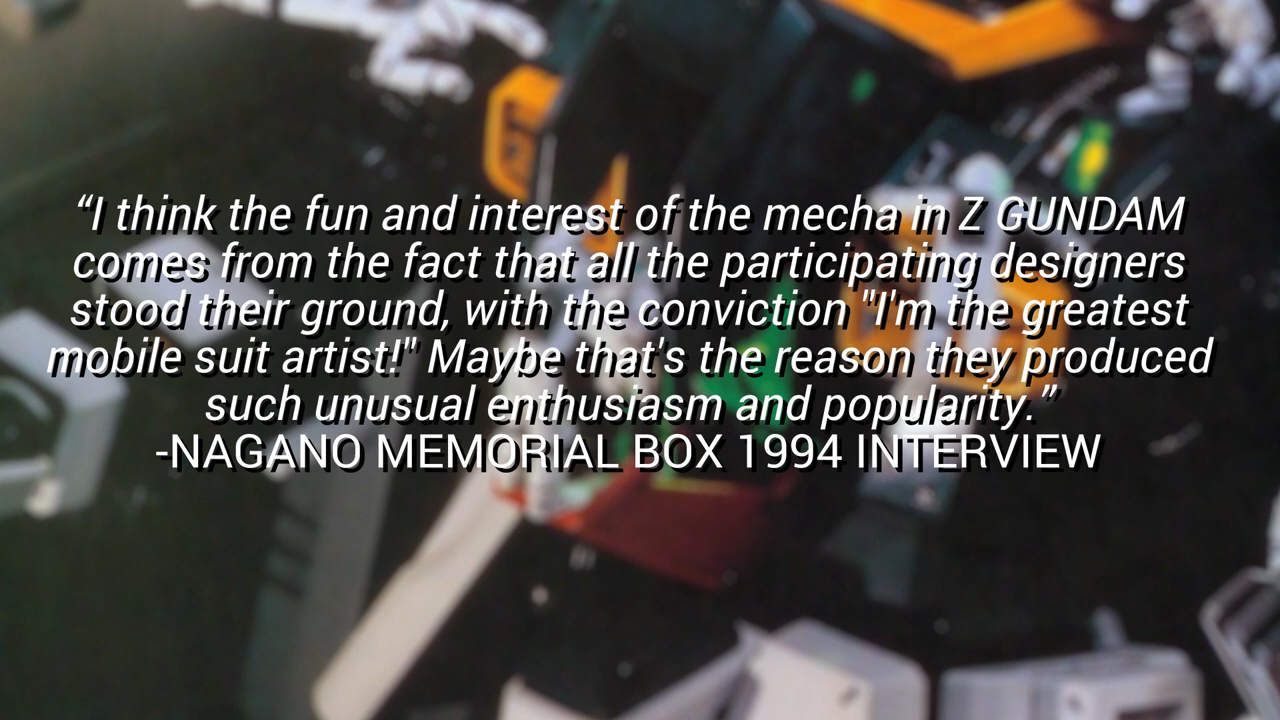 “I think the fun and interest of the mecha in Z GUNDAM
comes from the fact that all the participating designers
stood their ground, with the conviction "I'm the greatest
mobile suit artist!" Maybe that's the reason they produced
such unusual enthusiasm and popularity.”
-NAGANO MEMORIAL BOX 1994 INTERVIEW